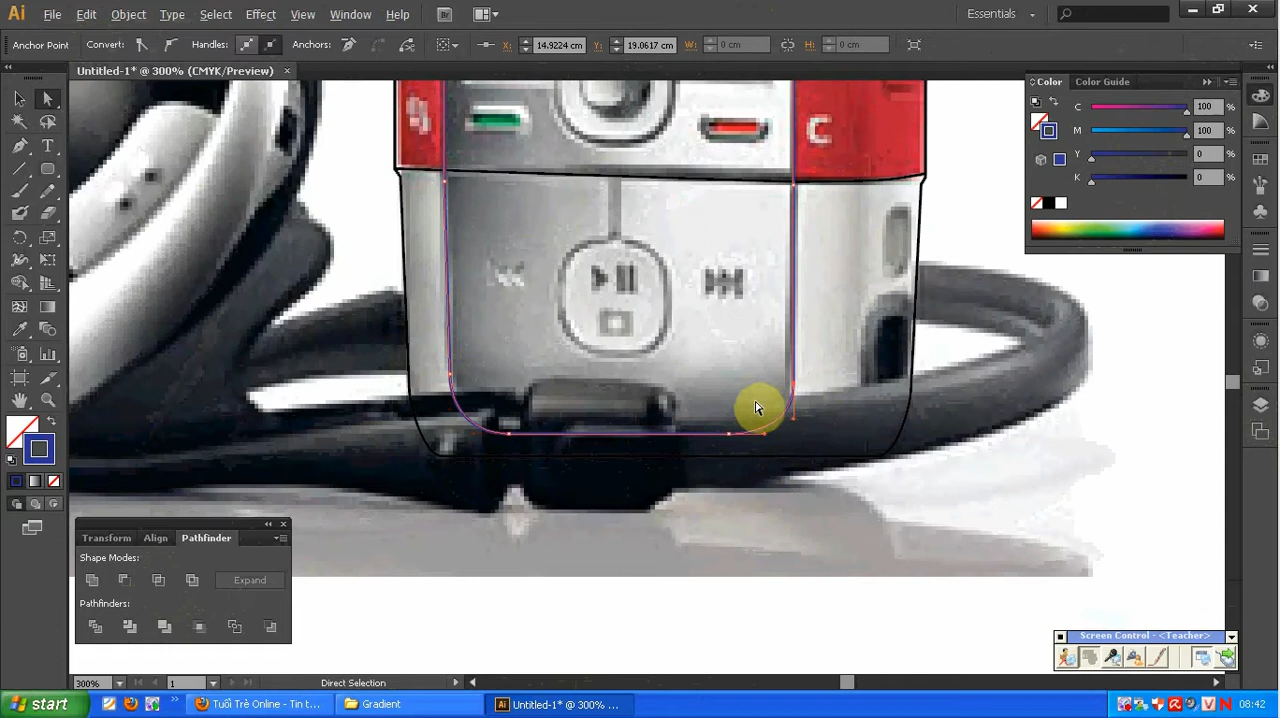 Ai File Edit Object Type Select Effect View Window Help Br Essentials
Anchor Point Convert: Handles: Anchors: X: 14.9224 cm Y: 19.0617 cm W: 0 cm H: 0 cm
Untitled-1* @ 300% (CMYK/Preview) ×
Color Color Guide
C 100 %
M 100 %
Y 0 %
K 0 %
Transform Align Pathfinder
Shape Modes:
Expand
Pathfinders:
Screen Control - <Teacher>
300% 1 Direct Selection
start Tuổi Trẻ Online - Tin t... Gradient Untitled-1* @ 300% ... 08:42